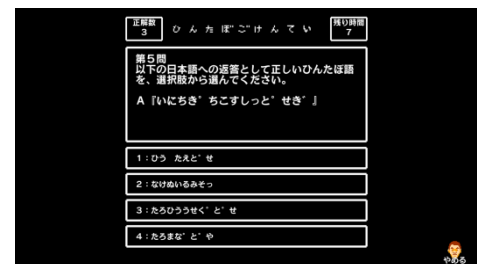 正解数
3
ひんたぼ゛ご゛けんてい
残り時間
7
第5問
以下の日本語への返答として正しいひんたぼ語
を、選択肢から選んでください。
A『いにちき゛ちこすしっと゛せき゛』
1：ひう　たえと゛せ
2：なけぬいるみそっ
3：たろひううせく゛と゛せ
4：たろまな゛と゛や
やめる